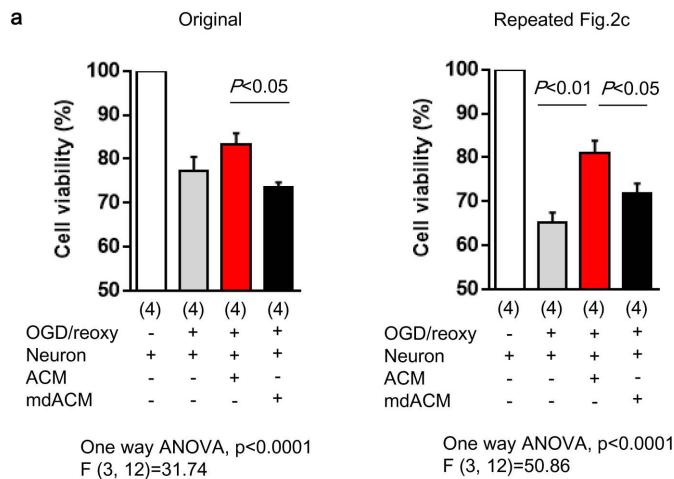 a
Original
Repeated Fig.2c
Cell viability (%)
100
90
80
70
60
50
P<0.05
(4) (4) (4) (4)
OGD/reoxy - + + +
Neuron + + + +
ACM - - + -
mdACM - - - +
One way ANOVA, p<0.0001
F (3, 12)=31.74
Cell viability (%)
100
90
80
70
60
50
P<0.01 P<0.05
(4) (4) (4) (4)
OGD/reoxy - + + +
Neuron + + + +
ACM - - + -
mdACM - - - +
One way ANOVA, p<0.0001
F (3, 12)=50.86